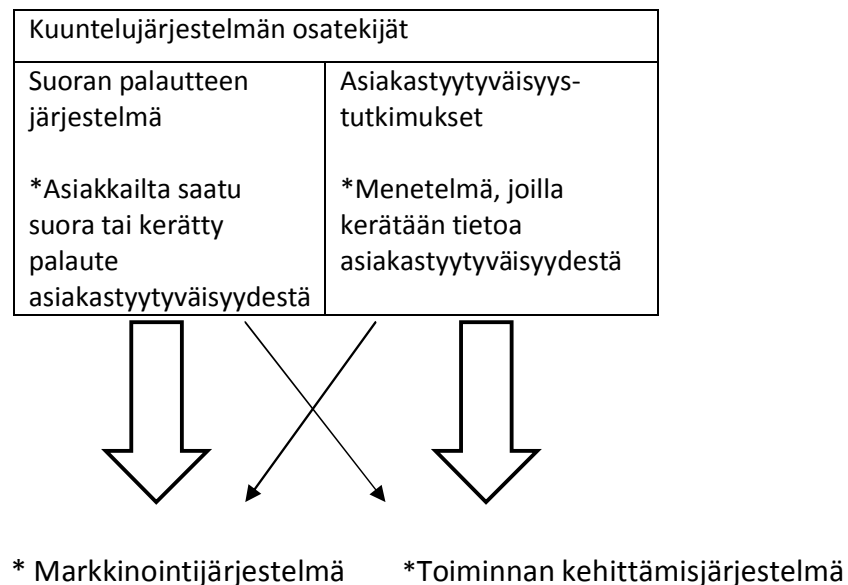 Kuuntelujärjestelmän osatekijät
Suoran palautteen
järjestelmä
*Asiakkailta saatu
suora tai kerätty
palaute
asiakastyytyväisyydestä
Asiakastyytyväisyys-
tutkimukset
*Menetelmä, joilla
kerätään tietoa
asiakastyytyväisyydestä
* Markkinointijärjestelmä
*Toiminnan kehittämisjärjestelmä